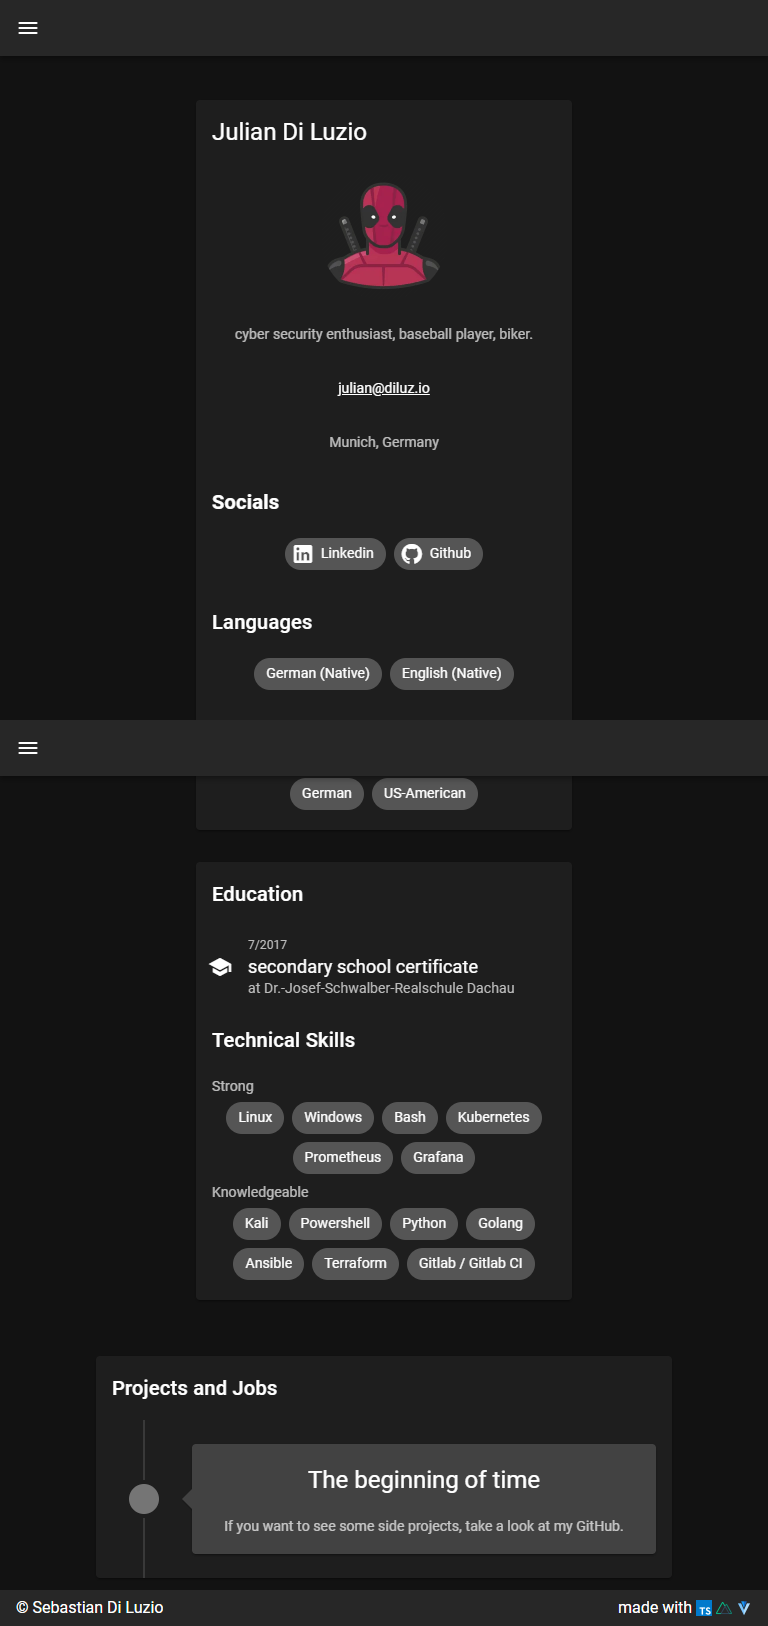 Julian Di Luzio
cyber security enthusiast, baseball player, biker.
julian@diluz.io
Munich, Germany
Socials
Linkedin Github
Languages
German (Native) English (Native)
German US-American
Education
7/2017
secondary school certificate
at Dr.-Josef-Schwalber-Realschule Dachau
Technical Skills
Strong
Linux Windows Bash Kubernetes
Prometheus Grafana
Knowledgeable
Kali Powershell Python Golang
Ansible Terraform Gitlab / Gitlab CI
Projects and Jobs
The beginning of time
If you want to see some side projects, take a look at my GitHub.
© Sebastian Di Luzio made with TS